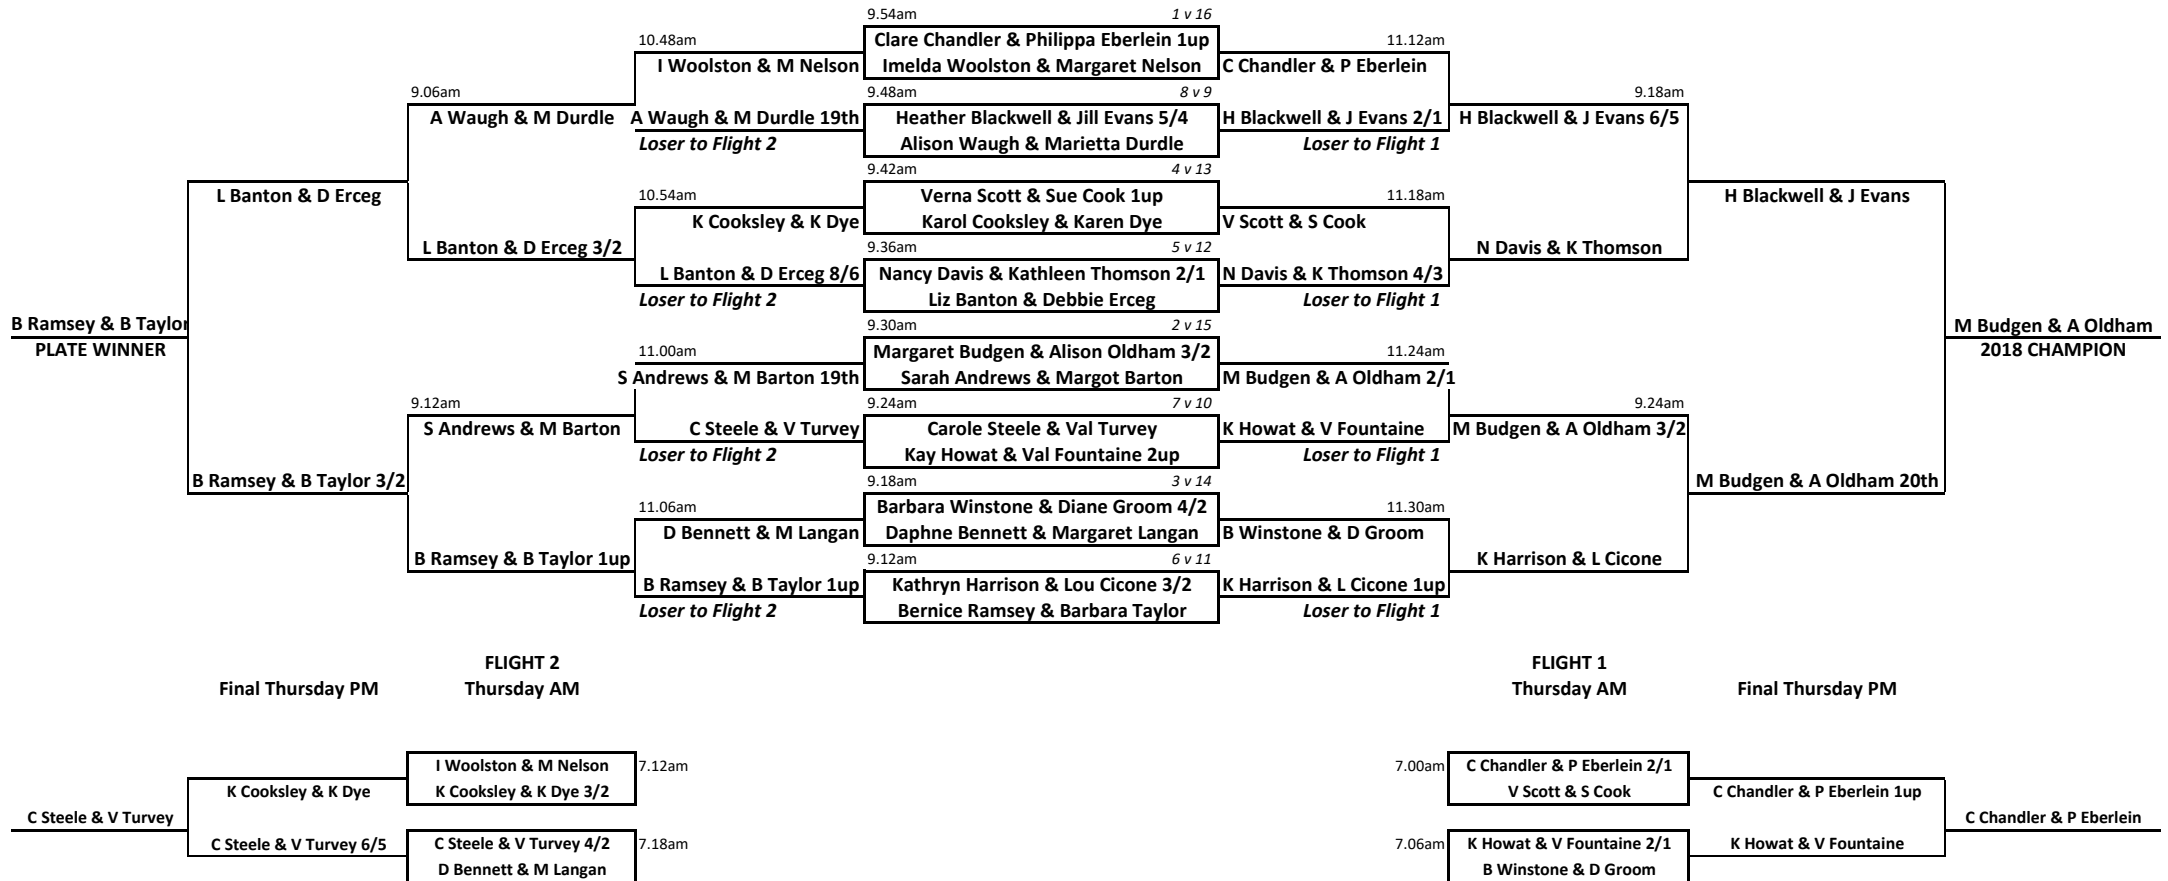 9.54am 1 v 16
10.48am Clare Chandler & Philippa Eberlein 1up 11.12am
I Woolston & M Nelson Imelda Woolston & Margaret Nelson C Chandler & P Eberlein
9.06am 9.48am 8 v 9 9.18am
A Waugh & M Durdle A Waugh & M Durdle 19th Heather Blackwell & Jill Evans 5/4 H Blackwell & J Evans 2/1 H Blackwell & J Evans 6/5
Loser to Flight 2 Alison Waugh & Marietta Durdle Loser to Flight 1
9.42am 4 v 13
L Banton & D Erceg 10.54am Verna Scott & Sue Cook 1up 11.18am H Blackwell & J Evans
K Cooksley & K Dye Karol Cooksley & Karen Dye V Scott & S Cook
L Banton & D Erceg 3/2 9.36am 5 v 12 N Davis & K Thomson
L Banton & D Erceg 8/6 Nancy Davis & Kathleen Thomson 2/1 N Davis & K Thomson 4/3
Loser to Flight 2 Liz Banton & Debbie Erceg Loser to Flight 1
B Ramsey & B Taylor 9.30am 2 v 15 M Budgen & A Oldham
PLATE WINNER 11.00am Margaret Budgen & Alison Oldham 3/2 11.24am 2018 CHAMPION
S Andrews & M Barton 19th Sarah Andrews & Margot Barton M Budgen & A Oldham 2/1
9.12am 9.24am 7 v 10 9.24am
S Andrews & M Barton C Steele & V Turvey Carole Steele & Val Turvey K Howat & V Fountaine M Budgen & A Oldham 3/2
Loser to Flight 2 Kay Howat & Val Fountaine 2up Loser to Flight 1
B Ramsey & B Taylor 3/2 9.18am 3 v 14 M Budgen & A Oldham 20th
11.06am Barbara Winstone & Diane Groom 4/2 11.30am
D Bennett & M Langan Daphne Bennett & Margaret Langan B Winstone & D Groom
B Ramsey & B Taylor 1up 9.12am 6 v 11 K Harrison & L Cicone
B Ramsey & B Taylor 1up Kathryn Harrison & Lou Cicone 3/2 K Harrison & L Cicone 1up
Loser to Flight 2 Bernice Ramsey & Barbara Taylor Loser to Flight 1
FLIGHT 2 FLIGHT 1
Final Thursday PM Thursday AM Thursday AM Final Thursday PM
I Woolston & M Nelson 7.12am 7.00am C Chandler & P Eberlein 2/1
K Cooksley & K Dye K Cooksley & K Dye 3/2 V Scott & S Cook C Chandler & P Eberlein 1up
C Steele & V Turvey C Chandler & P Eberlein
C Steele & V Turvey 6/5 C Steele & V Turvey 4/2 7.18am 7.06am K Howat & V Fountaine 2/1 K Howat & V Fountaine
D Bennett & M Langan B Winstone & D Groom